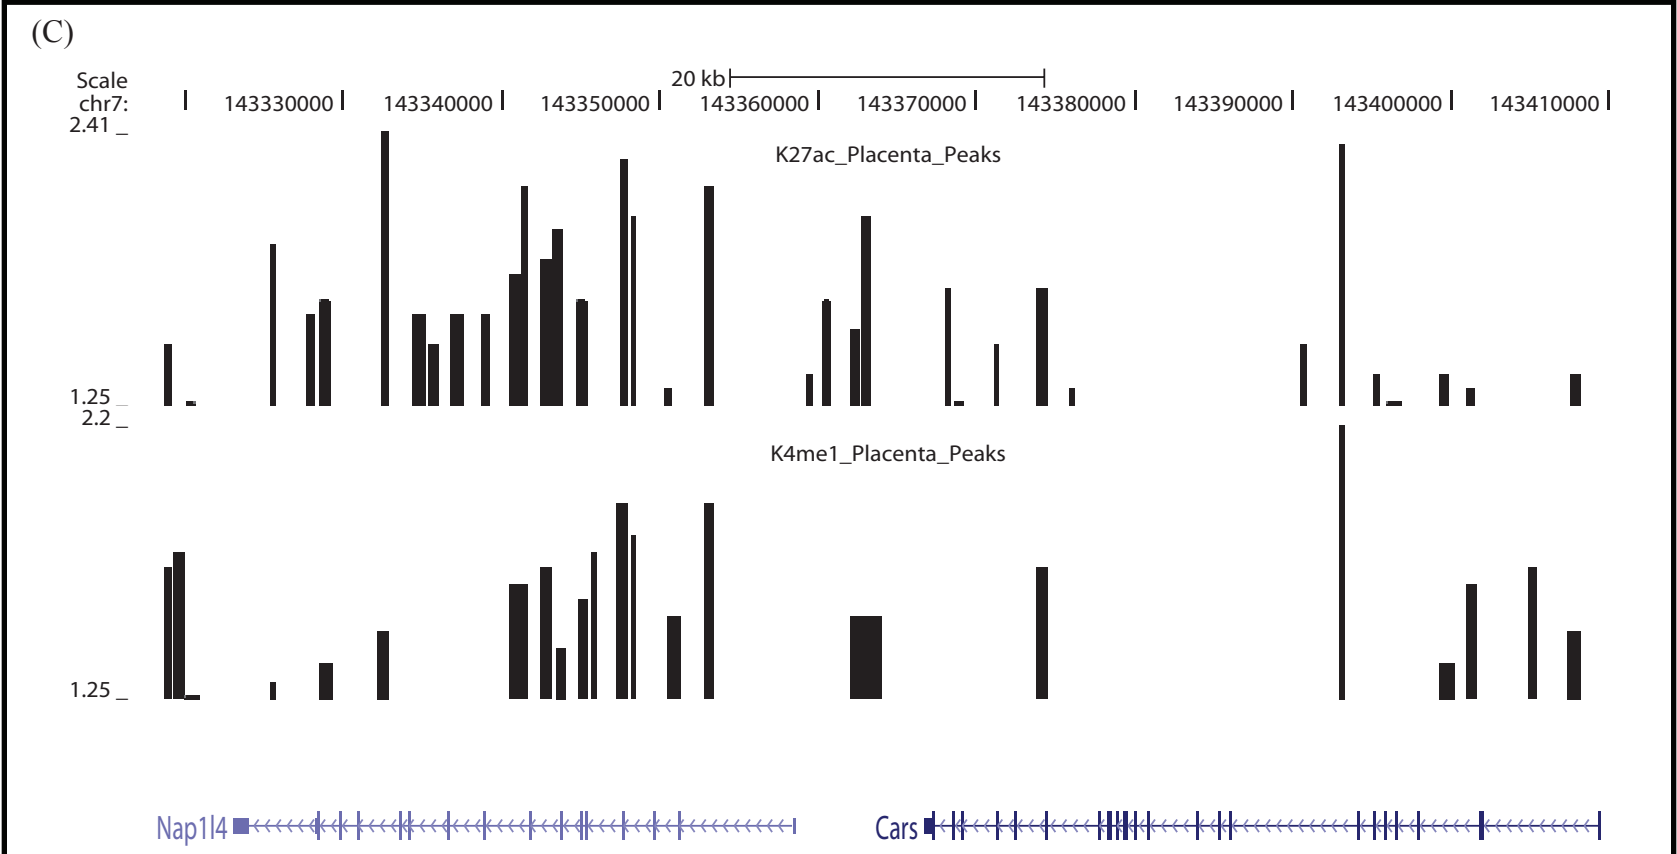 (C)
Scale 20 kb
chr7: 143330000 143340000 143350000 143360000 143370000 143380000 143390000 143400000 143410000
2.41 _
K27ac_Placenta_Peaks
1.25 _
2.2 _
K4me1_Placenta_Peaks
1.25 _
Nap1l4 Cars